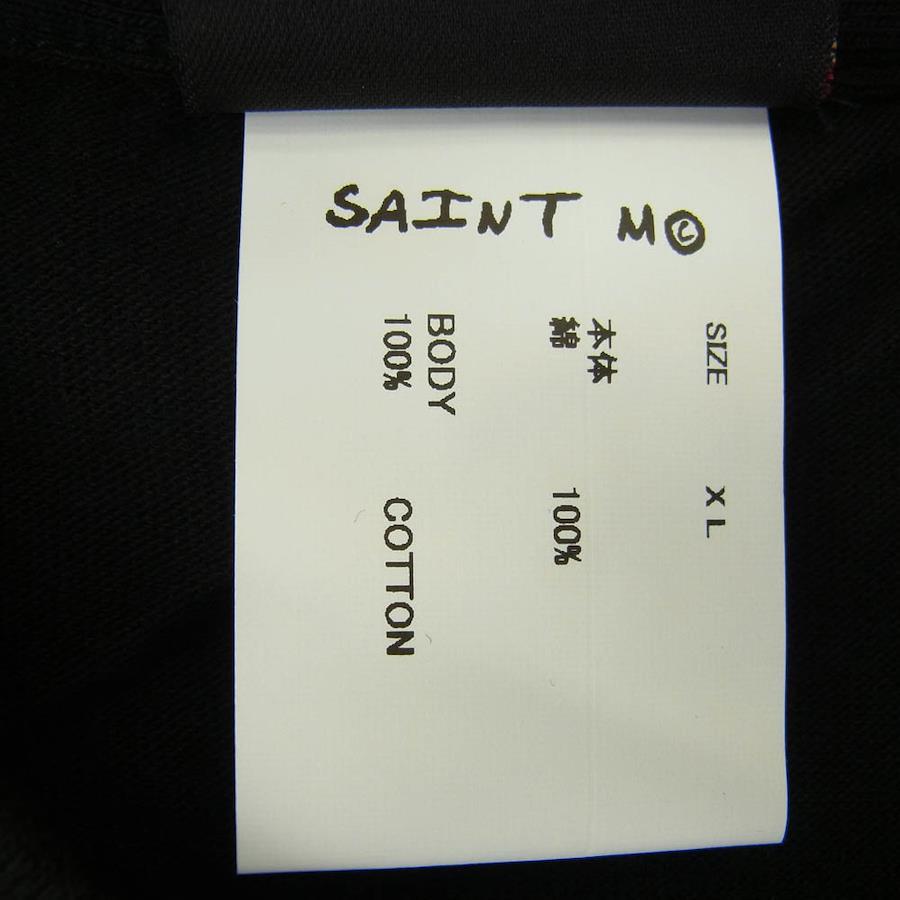 SAINT M©
SIZE XL
本体
綿 100%
BODY
100% COTTON